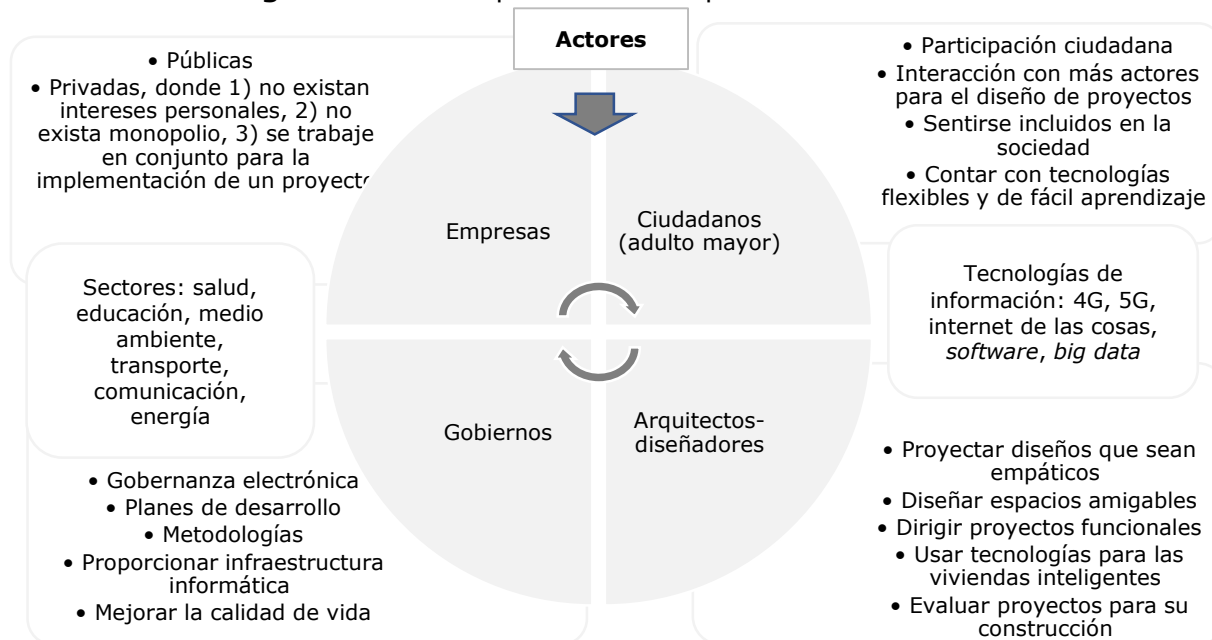 Actores
• Públicas
• Privadas, donde 1) no existan
intereses personales, 2) no
exista monopolio, 3) se trabaje
en conjunto para la
implementación de un proyecto
• Participación ciudadana
• Interacción con más actores
para el diseño de proyectos
• Sentirse incluidos en la
sociedad
• Contar con tecnologías
flexibles y de fácil aprendizaje
Empresas
Ciudadanos
(adulto mayor)
Sectores: salud,
educación, medio
ambiente,
transporte,
comunicación,
energía
Tecnologías de
información: 4G, 5G,
internet de las cosas,
software, big data
Gobiernos
Arquitectos-
diseñadores
• Gobernanza electrónica
• Planes de desarrollo
• Metodologías
• Proporcionar infraestructura
informática
• Mejorar la calidad de vida
• Proyectar diseños que sean
empáticos
• Diseñar espacios amigables
• Dirigir proyectos funcionales
• Usar tecnologías para las
viviendas inteligentes
• Evaluar proyectos para su
construcción